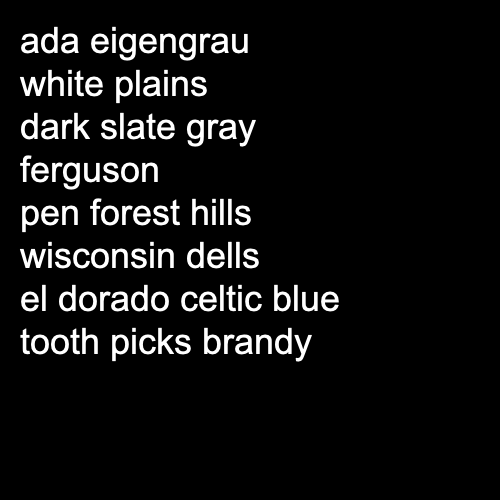 ada eigengrau
white plains
dark slate gray
ferguson
pen forest hills
wisconsin dells
el dorado celtic blue
tooth picks brandy